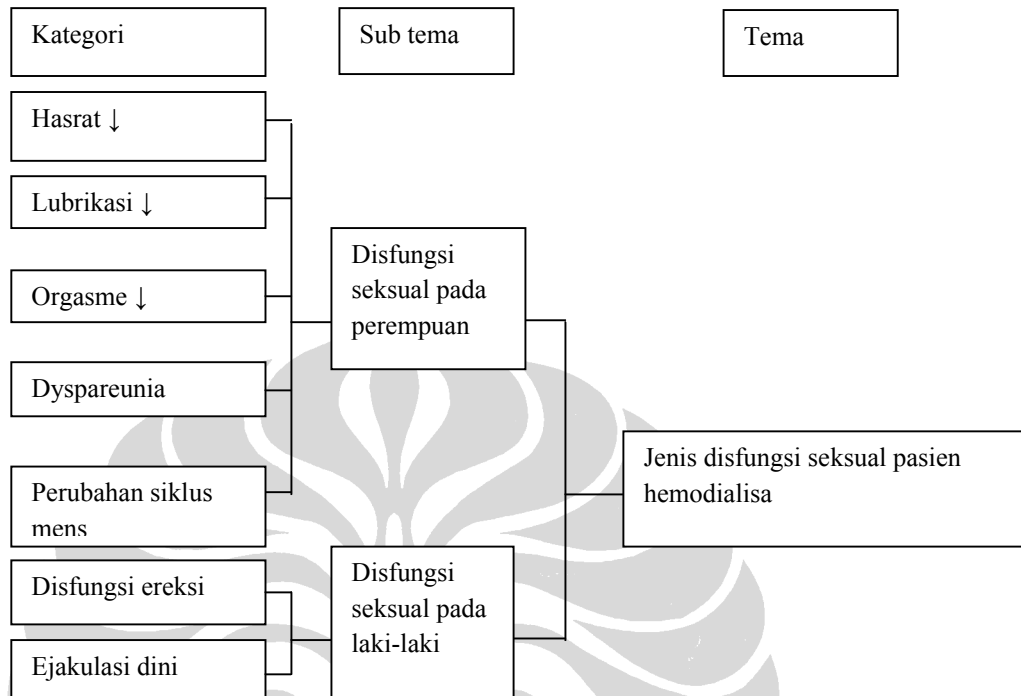 Kategori
Sub tema
Tema
Hasrat ↓
Lubrikasi ↓
Orgasme ↓
Dyspareunia
Perubahan siklus
mens
Disfungsi ereksi
Ejakulasi dini
Disfungsi
seksual pada
perempuan
Disfungsi
seksual pada
laki-laki
Jenis disfungsi seksual pasien
hemodialisa